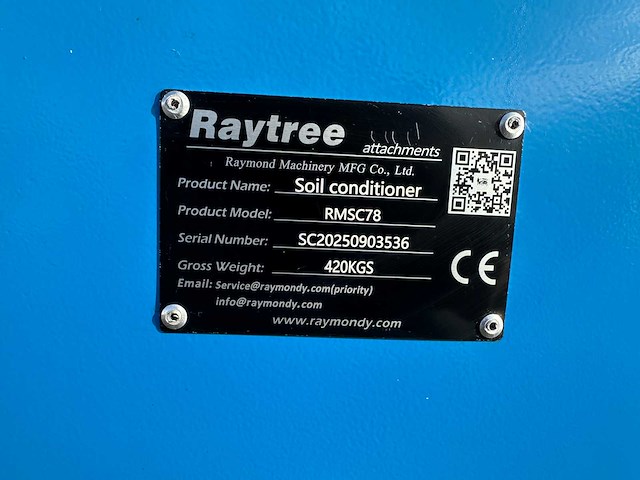 Raytree
attachments
Raymond Machinery MFG Co., Ltd.
Product Name: Soil conditioner
Product Model: RMSC78
Serial Number: SC20250903536
Gross Weight: 420KGS
Email: Service@raymondy.com(priority)
info@raymondy.com
www.raymondy.com
CE